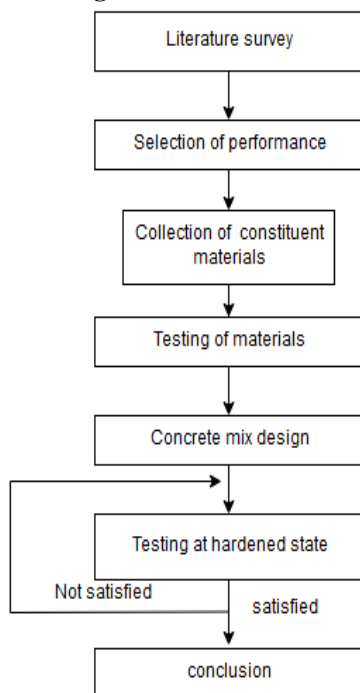 Literature survey
Selection of performance
Collection of constituent
materials
Testing of materials
Concrete mix design
Testing at hardened state
Not satisfied
satisfied
conclusion